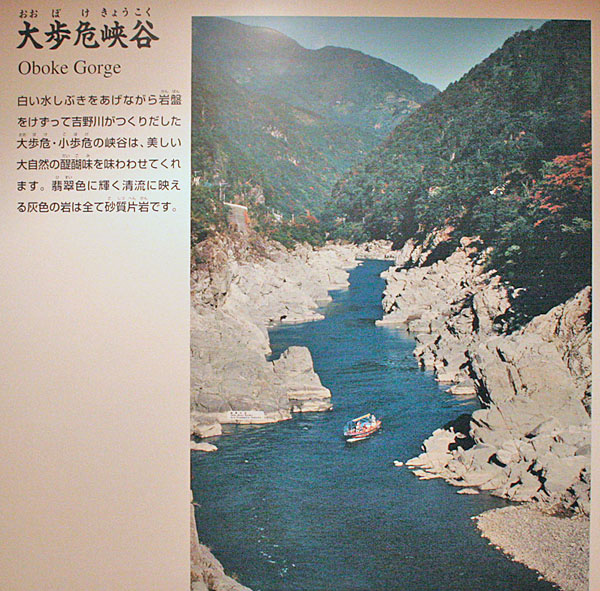 おおぼけきょうこく
大歩危峡谷
Oboke Gorge
白い水しぶきをあげながら岩盤
をけずって吉野川がつくりだした
大歩危・小歩危の峡谷は、美しい
大自然の醍醐味を味わわせてくれ
ます。翡翠色に輝く清流に映え
る灰色の岩は全て砂質片岩です。